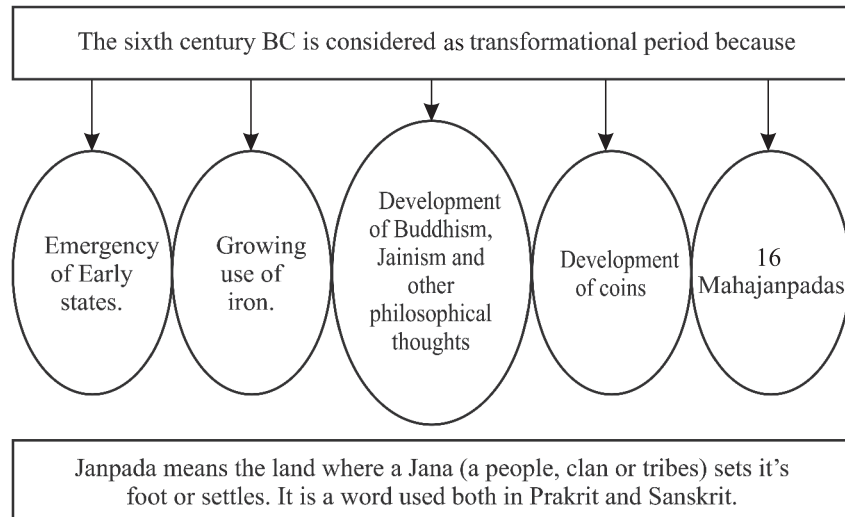 The sixth century BC is considered as transformational period because
Emergency
of Early
states.
Growing
use of
iron.
Development
of Buddhism,
Jainism and
other
philosophical
thoughts
Development
of coins
16
Mahajanpadas
Janpada means the land where a Jana (a people, clan or tribes) sets it’s
foot or settles. It is a word used both in Prakrit and Sanskrit.